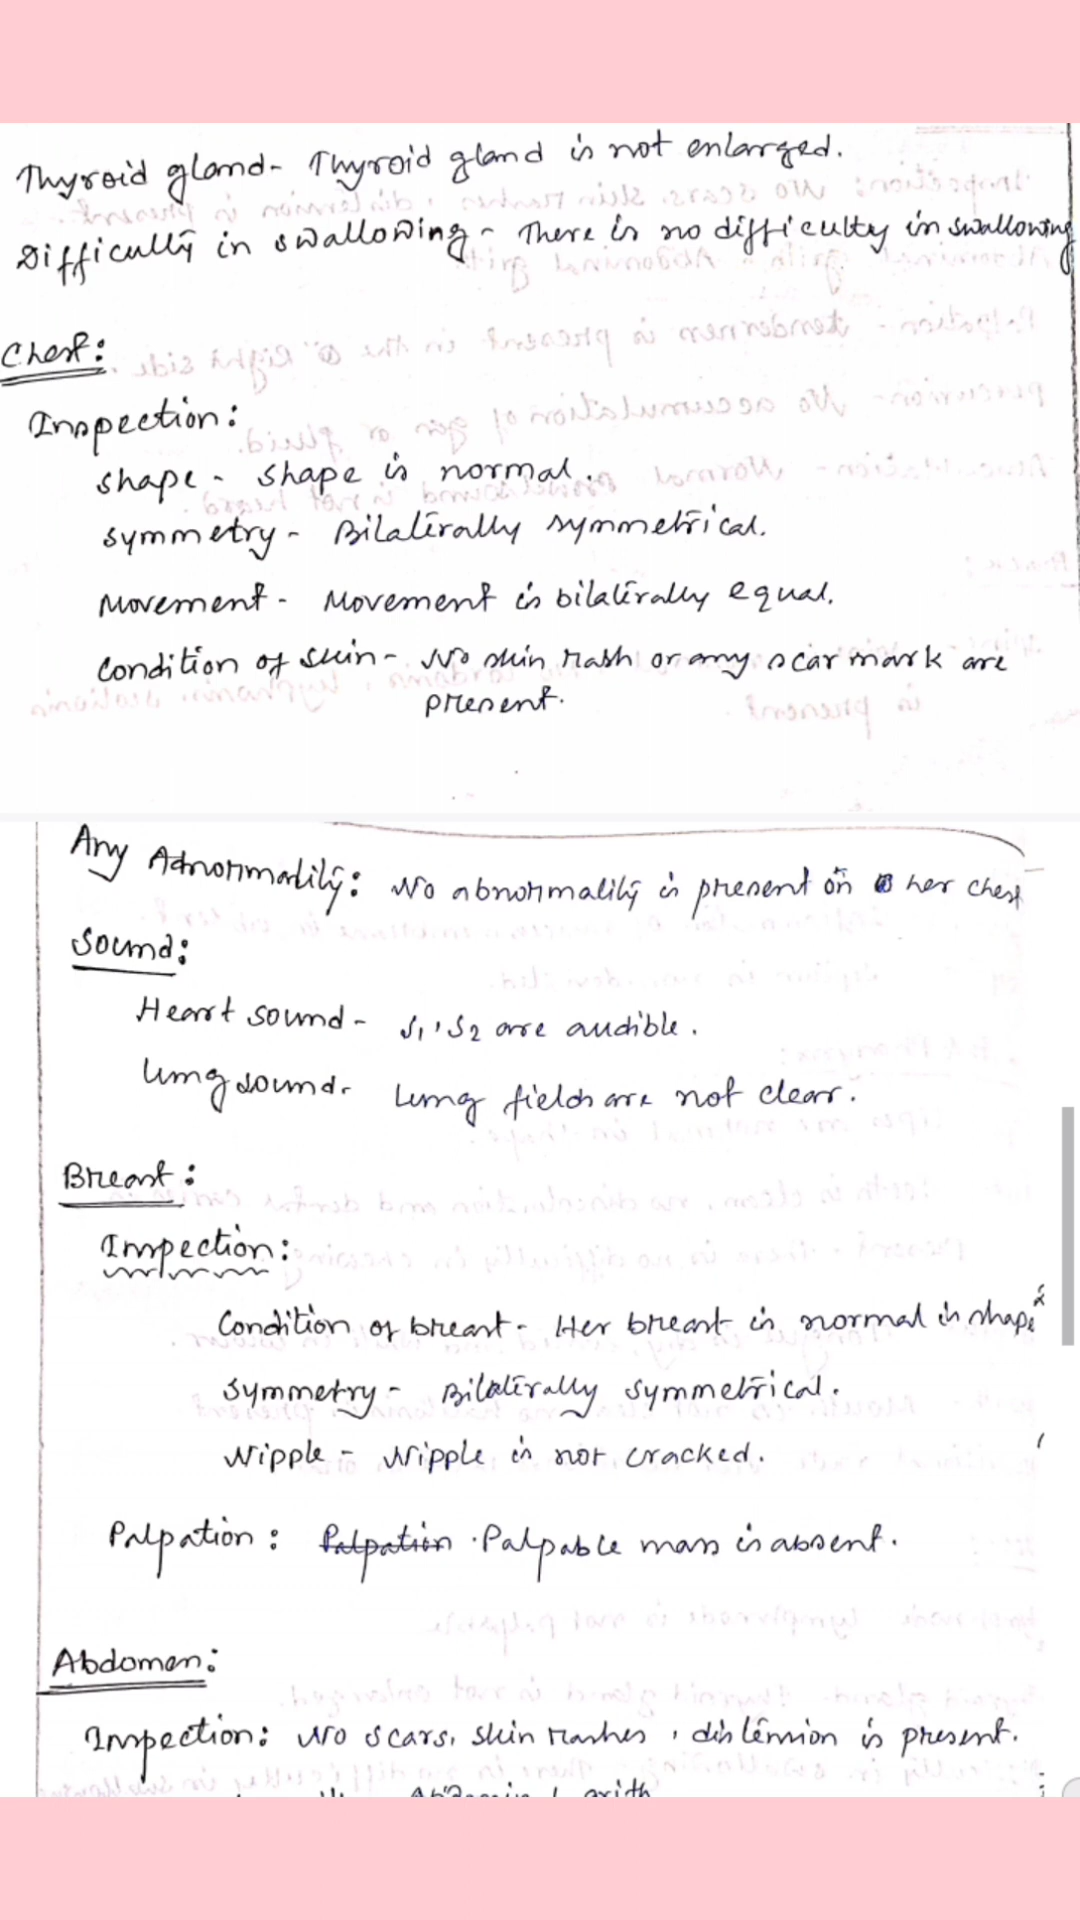 Thyroid gland- Thyroid gland is not enlarged.
Difficulty in swallowing - There is no difficulty in swallowing
Chest:
Inspection:
shape - shape is normal.
symmetry - Bilaterally symmetrical.
Movement - Movement is bilaterally equal.
Condition of skin - No skin rash or any scar mark are
present.
Any Adnormality: No abnormality is present on her chest
Sound:
Heart sound - S1, S2 are audible.
Lung sound- Lung fields are not clear.
Breast:
Inspection:
Condition of breast - Her breast is normal in shape
Symmetry - Bilaterally symmetrical.
Nipple - Nipple is not cracked.
Palpation: Palpation . Palpable mass is absent.
Abdomen:
Inspection: No scars, skin rashes, distension is present.